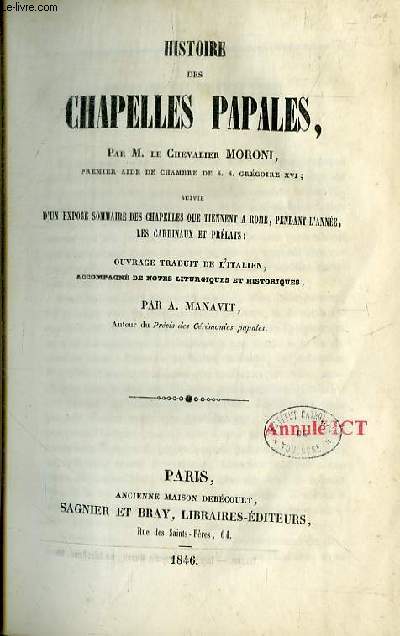 le-livre.com
HISTOIRE
DES
CHAPELLES PAPALES,
PAR M. LE CHEVALIER MORONI,
PREMIER AIDE DE CHAMBRE DE S. S. GRÉGOIRE XVI;
SUIVIE
D'UN EXPOSÉ SOMMAIRE DES CHAPELLES QUE TIENNENT A ROME, PENDANT L'ANNÉE,
LES CARDINAUX ET PRÉLATS:
OUVRAGE TRADUIT DE L'ITALIEN,
ACCOMPAGNÉ DE NOTES LITURGIQUES ET HISTORIQUES,
PAR A. MANAVIT,
Auteur du Précis des Cérémonies papales.
Annulé ICT
PARIS,
ANCIENNE MAISON DEBÉCOURT,
SAGNIER ET BRAY, LIBRAIRES-ÉDITEURS,
Rue des Saints-Pères, 64.
1846.